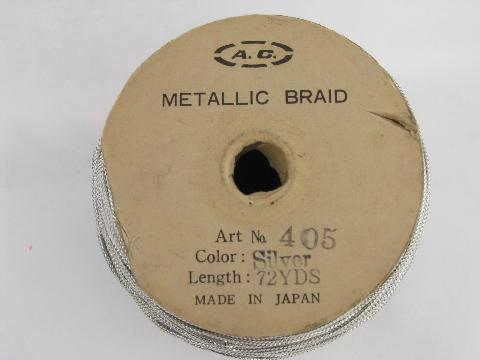 A.C.
METALLIC BRAID
Art № 405
Color: Silver
Length: 72YDS
MADE IN JAPAN